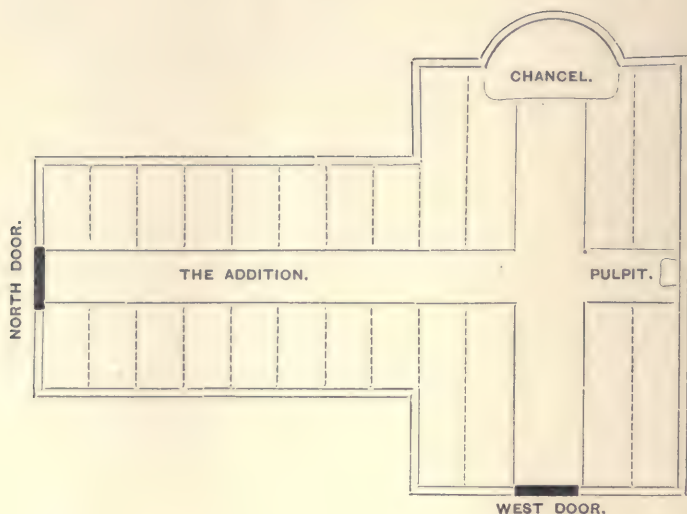 CHANCEL.
NORTH DOOR.
THE ADDITION.
PULPIT.
WEST DOOR.